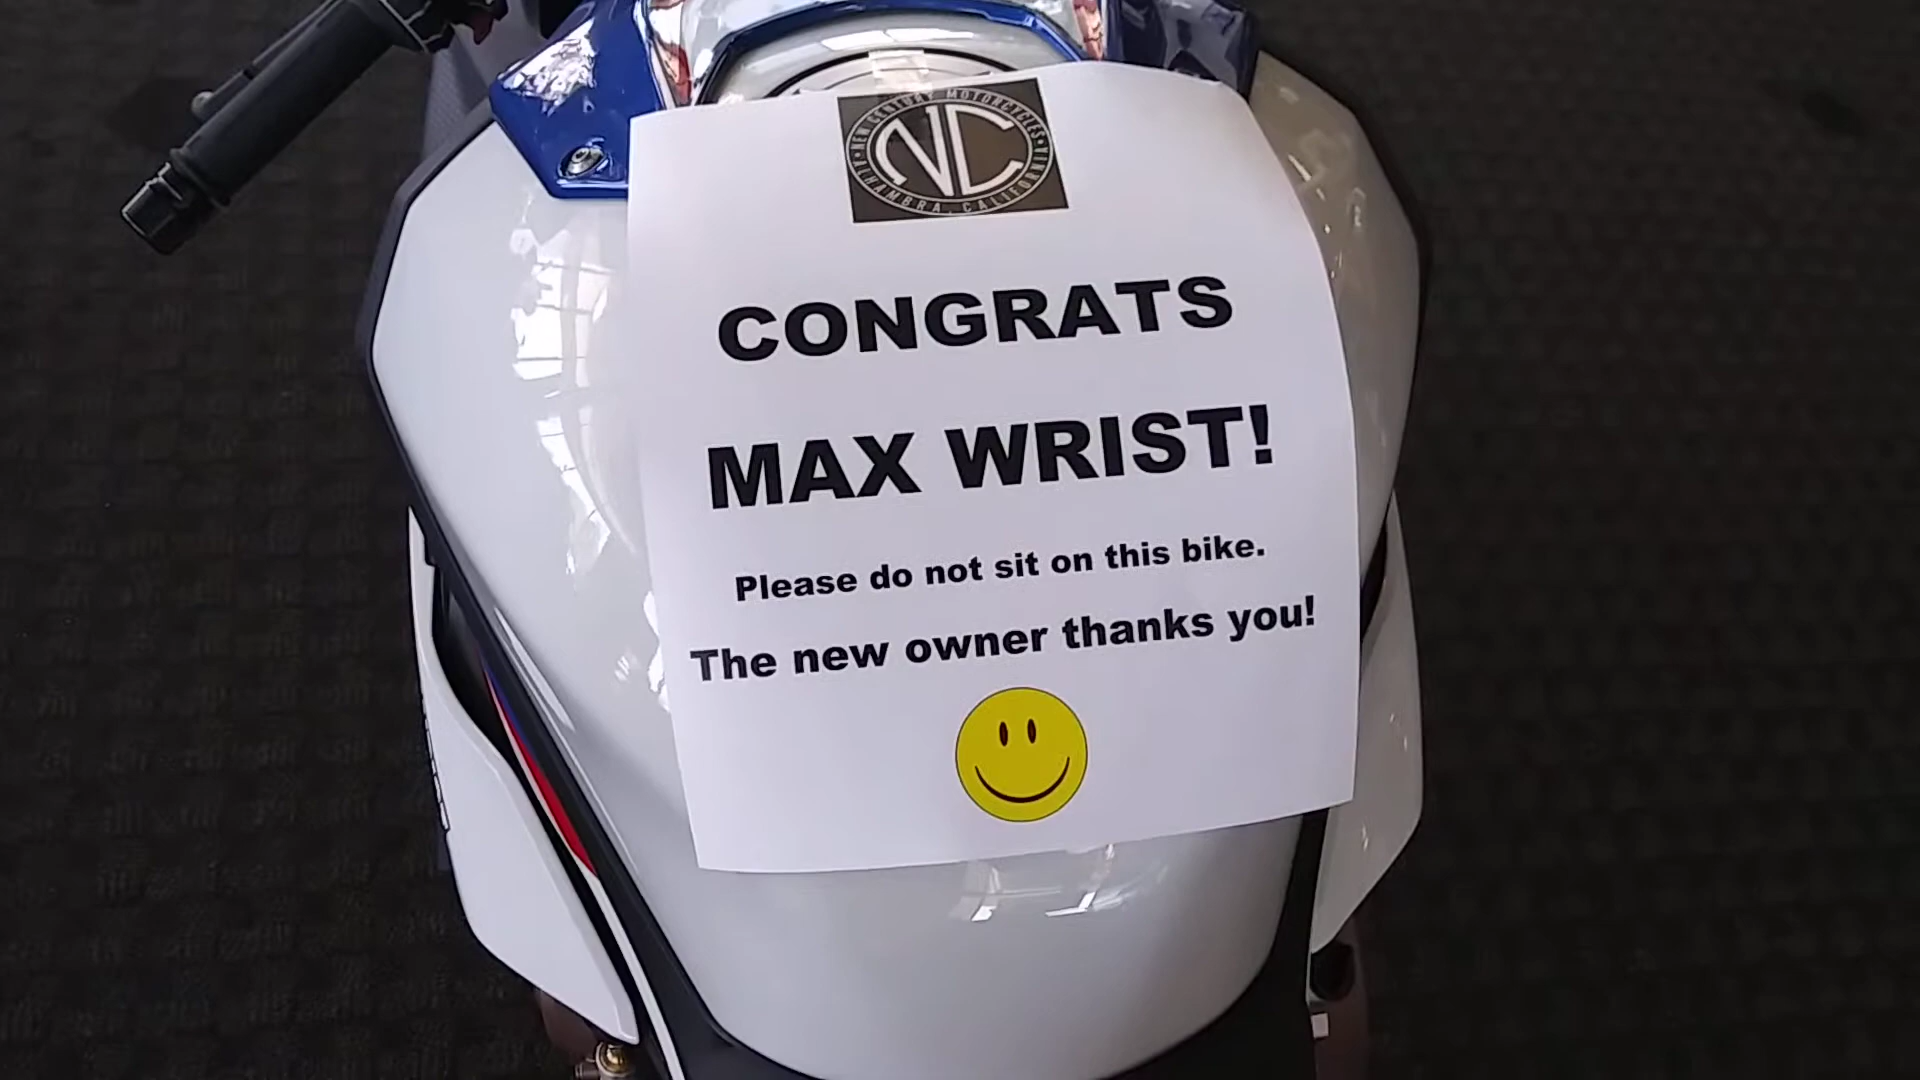 NEW CENTURY MOTORCYCLES
NC
ALHAMBRA, CALIFORNIA
CONGRATS
MAX WRIST!
Please do not sit on this bike.
The new owner thanks you!